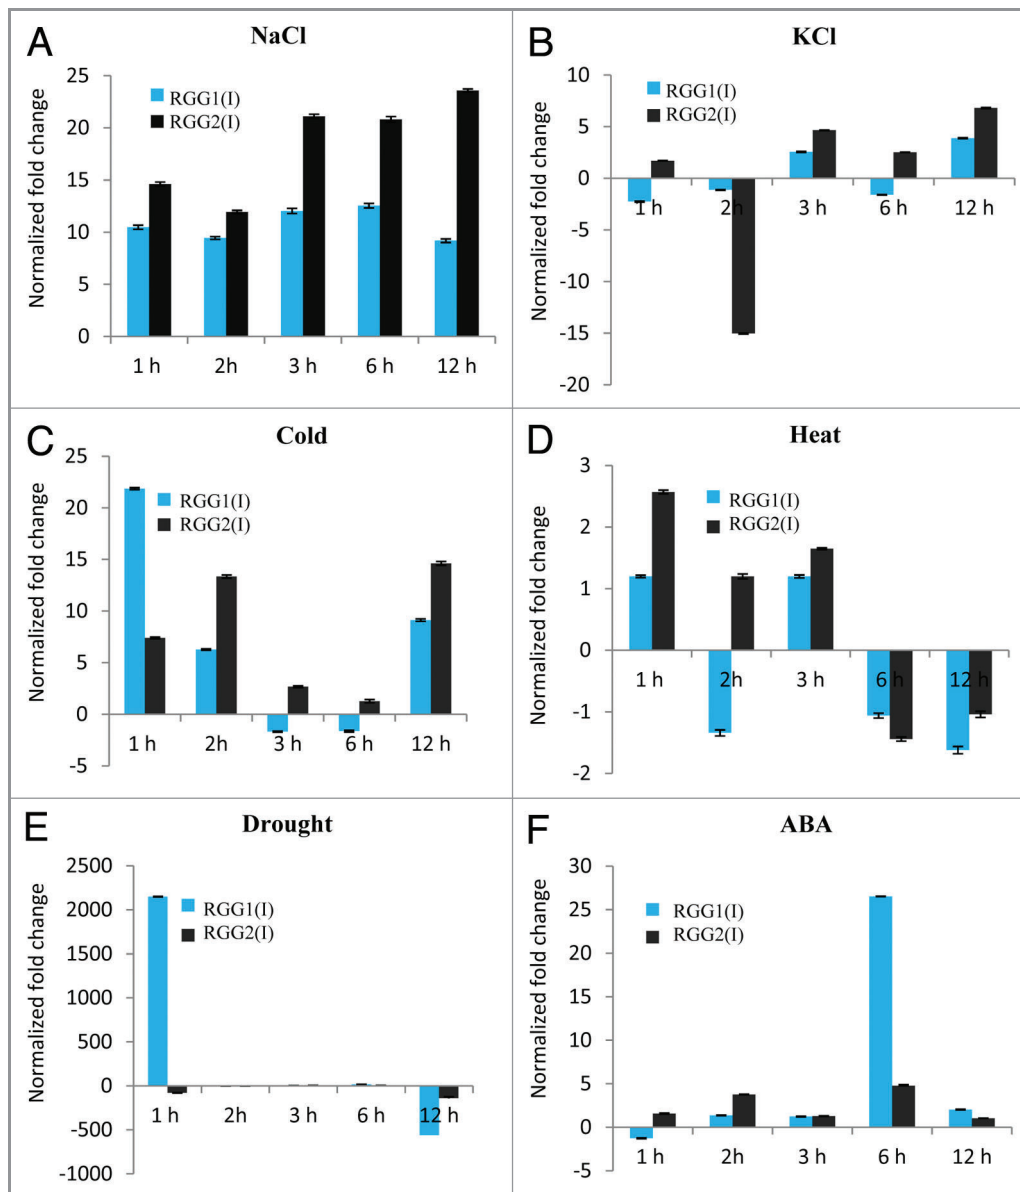 A
NaCl
Normalized fold change
25
20
15
10
5
0
RGG1(I)
RGG2(I)
1 h 2h 3 h 6 h 12 h
B
KCl
Normalized fold change
10
5
0
-5
-10
-15
-20
RGG1(I)
RGG2(I)
1 h 2h 3 h 6 h 12 h
C
Cold
Normalized fold change
25
20
15
10
5
0
-5
RGG1(I)
RGG2(I)
1 h 2h 3 h 6 h 12 h
D
Heat
Normalized fold change
3
2
1
0
-1
-2
RGG1(I)
RGG2(I)
1 h 2h 3 h 6 h 12 h
E
Drought
Normalized fold change
2500
2000
1500
1000
500
0
-500
-1000
RGG1(I)
RGG2(I)
1 h 2h 3 h 6 h 12 h
F
ABA
Normalized fold change
30
25
20
15
10
5
0
-5
RGG1(I)
RGG2(I)
1 h 2h 3 h 6 h 12 h